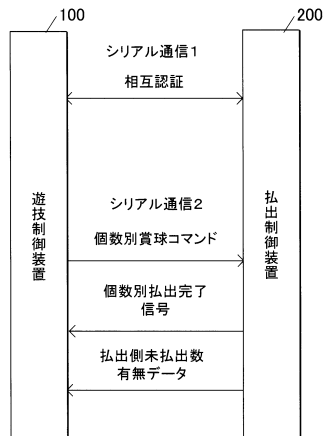 100
200
シリアル通信1
相互認証
遊技制御装置
払出制御装置
シリアル通信2
個数別賞球コマンド
個数別払出完了
信号
払出側未払出数
有無データ